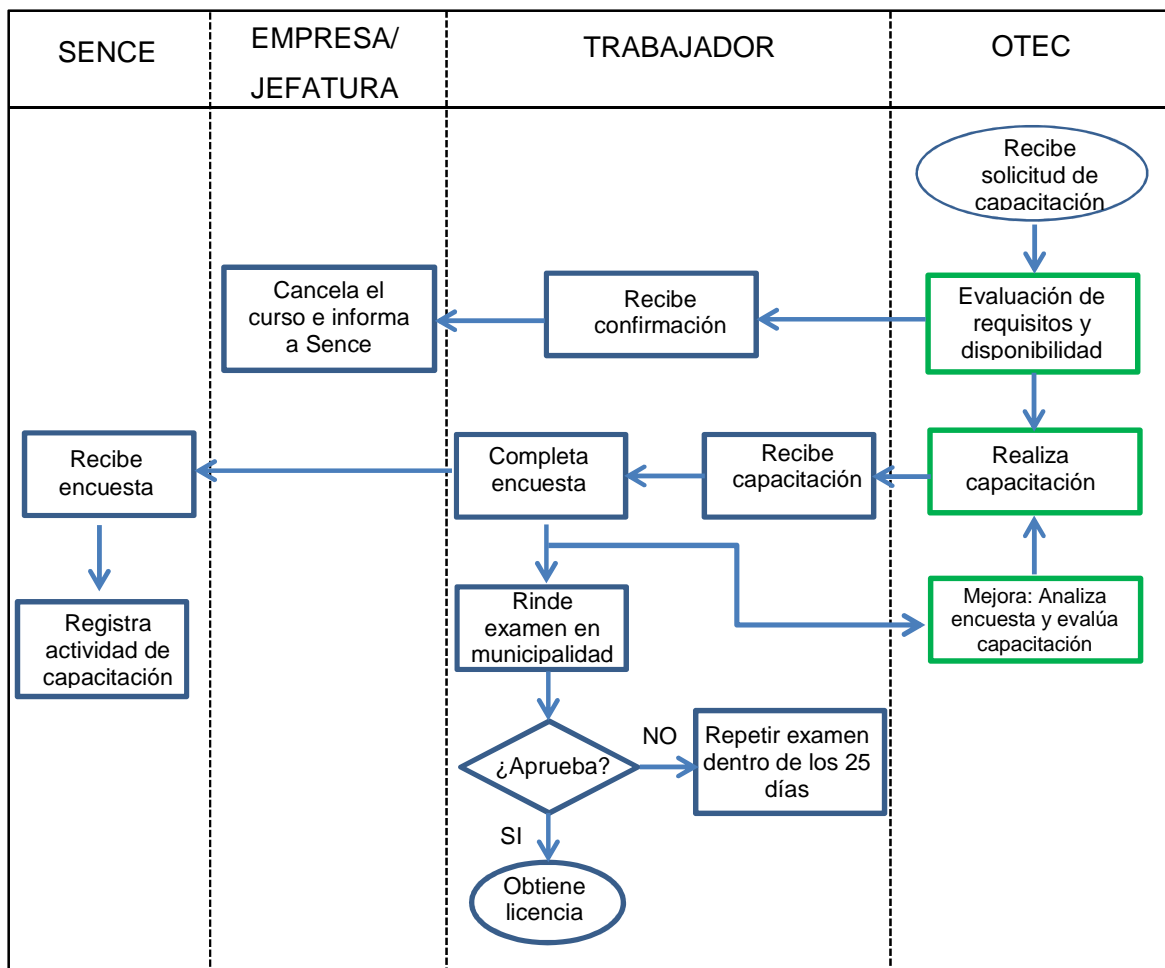 SENCE
EMPRESA/
JEFATURA
TRABAJADOR
OTEC
Recibe
solicitud de
capacitación
Cancela el
curso e informa
a Sence
Recibe
confirmación
Evaluación de
requisitos y
disponibilidad
Recibe
encuesta
Completa
encuesta
Recibe
capacitación
Realiza
capacitación
Registra
actividad de
capacitación
Rinde
examen en
municipalidad
Mejora: Analiza
encuesta y evalúa
capacitación
¿Aprueba?
NO
Repetir examen
dentro de los 25
días
SI
Obtiene
licencia